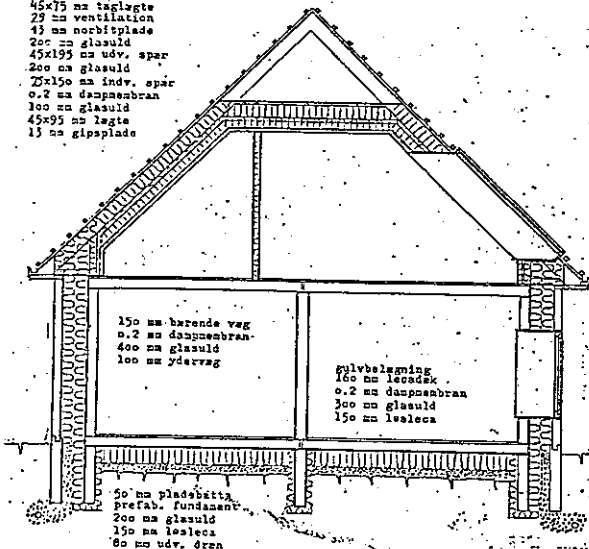 45x75 mm taglægte
29 mm ventilation
43 mm norbitplade
200 mm glasuld
45x195 mm udv. spær
200 mm glasuld
75x150 mm indv. spær
0.2 mm dampmembran
100 mm glasuld
45x95 mm lægte
13 mm gipsplade
150 mm bærende væg
0.2 mm dampmembran
400 mm glasuld
100 mm ydervæg
gulvbelægning
160 mm lecadæk
0.2 mm dampmembran
300 mm glasuld
150 mm løsleca
50 mm pladsbatts
prefab. fundament
200 mm glasuld
150 mm løsleca
80 mm udv. dræn